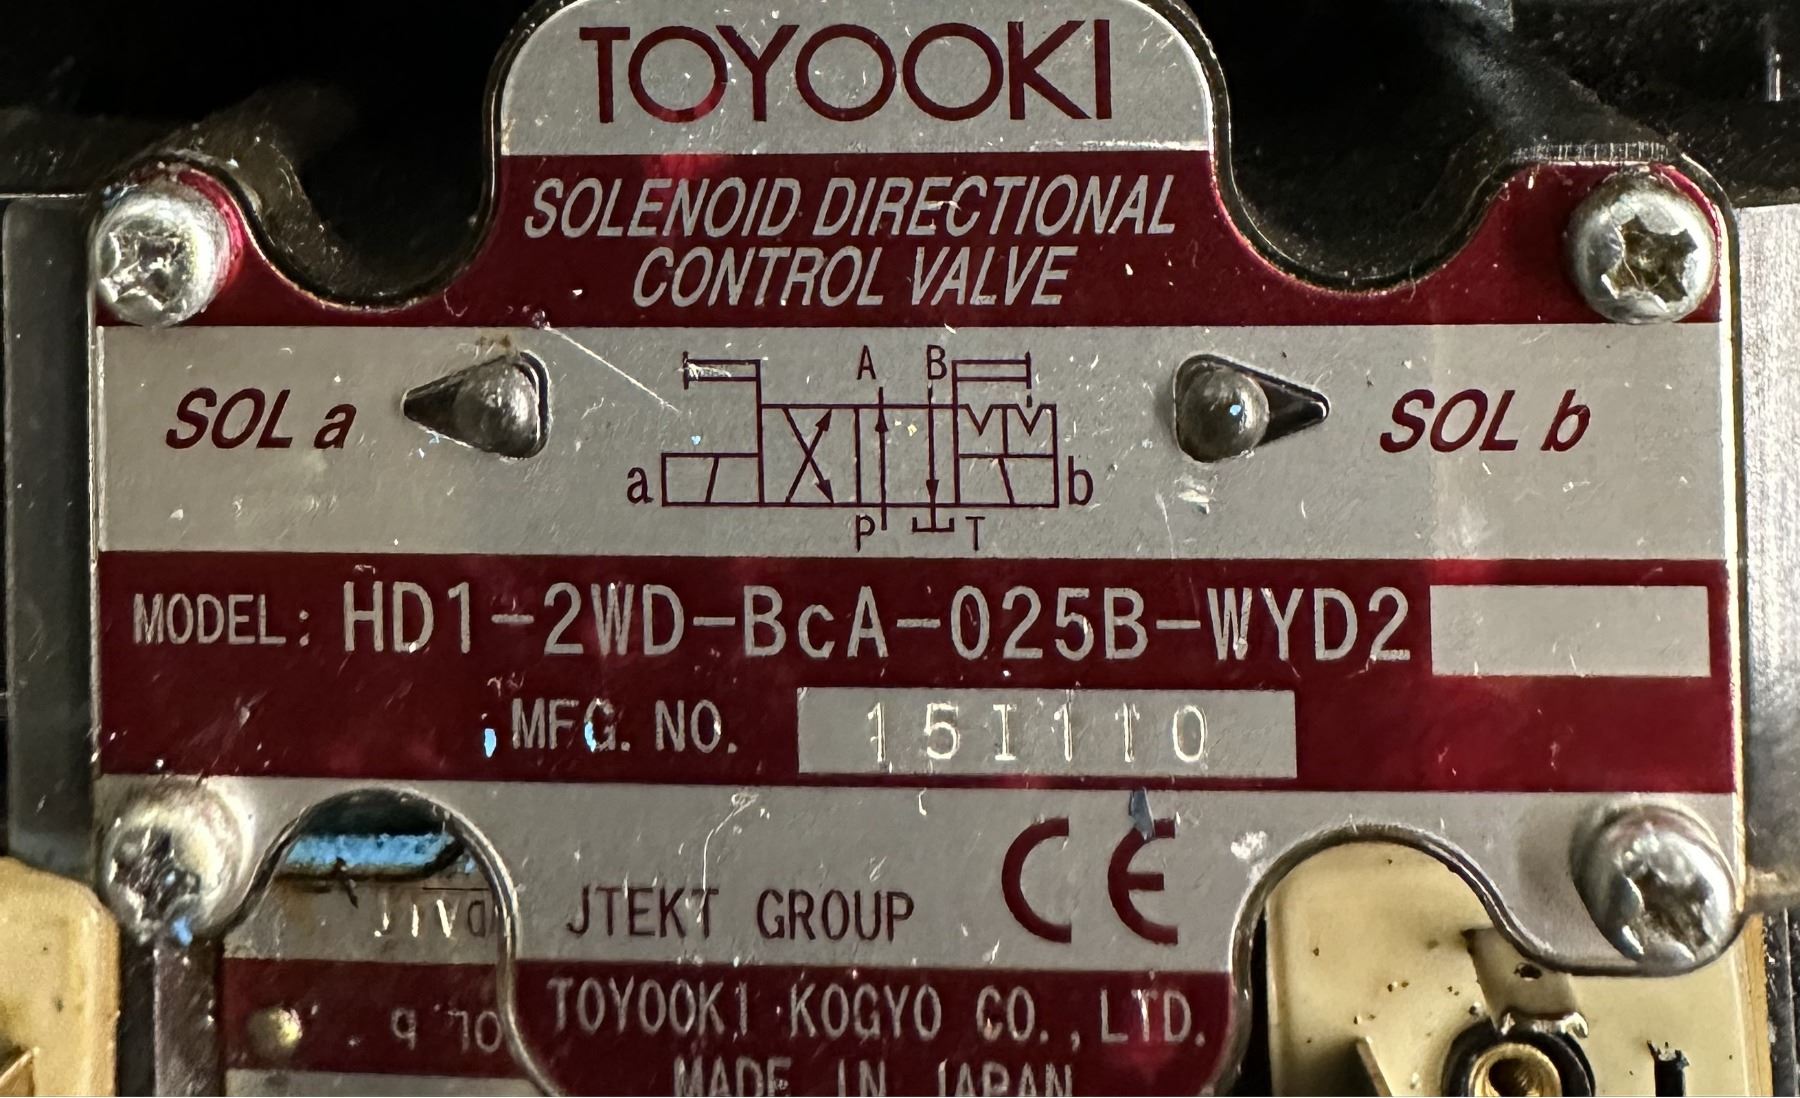 TOYOOKI
SOLENOID DIRECTIONAL
CONTROL VALVE
A B
SOL a
SOL b
a b
P T
MODEL: HD1-2WD-BcA-025B-WYD2
MFG. NO. 15I110
CE
JTEKT GROUP
TOYOOKI KOGYO CO., LTD.
MADE IN JAPAN